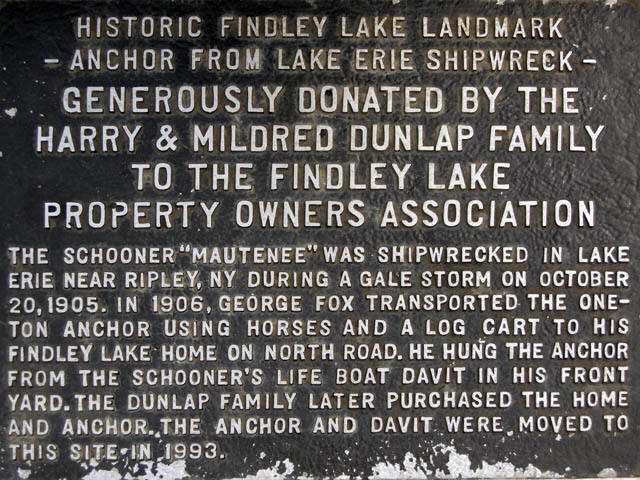 HISTORIC FINDLEY LAKE LANDMARK
- ANCHOR FROM LAKE ERIE SHIPWRECK -
GENEROUSLY DONATED BY THE
HARRY & MILDRED DUNLAP FAMILY
TO THE FINDLEY LAKE
PROPERTY OWNERS ASSOCIATION
THE SCHOONER "MAUTENEE" WAS SHIPWRECKED IN LAKE
ERIE NEAR RIPLEY, NY DURING A GALE STORM ON OCTOBER
20, 1905. IN 1906, GEORGE FOX TRANSPORTED THE ONE-
TON ANCHOR USING HORSES AND A LOG CART TO HIS
FINDLEY LAKE HOME ON NORTH ROAD. HE HUNG THE ANCHOR
FROM THE SCHOONER'S LIFE BOAT DAVIT IN HIS FRONT
YARD. THE DUNLAP FAMILY LATER PURCHASED THE HOME
AND ANCHOR. THE ANCHOR AND DAVIT WERE MOVED TO
THIS SITE IN 1993.